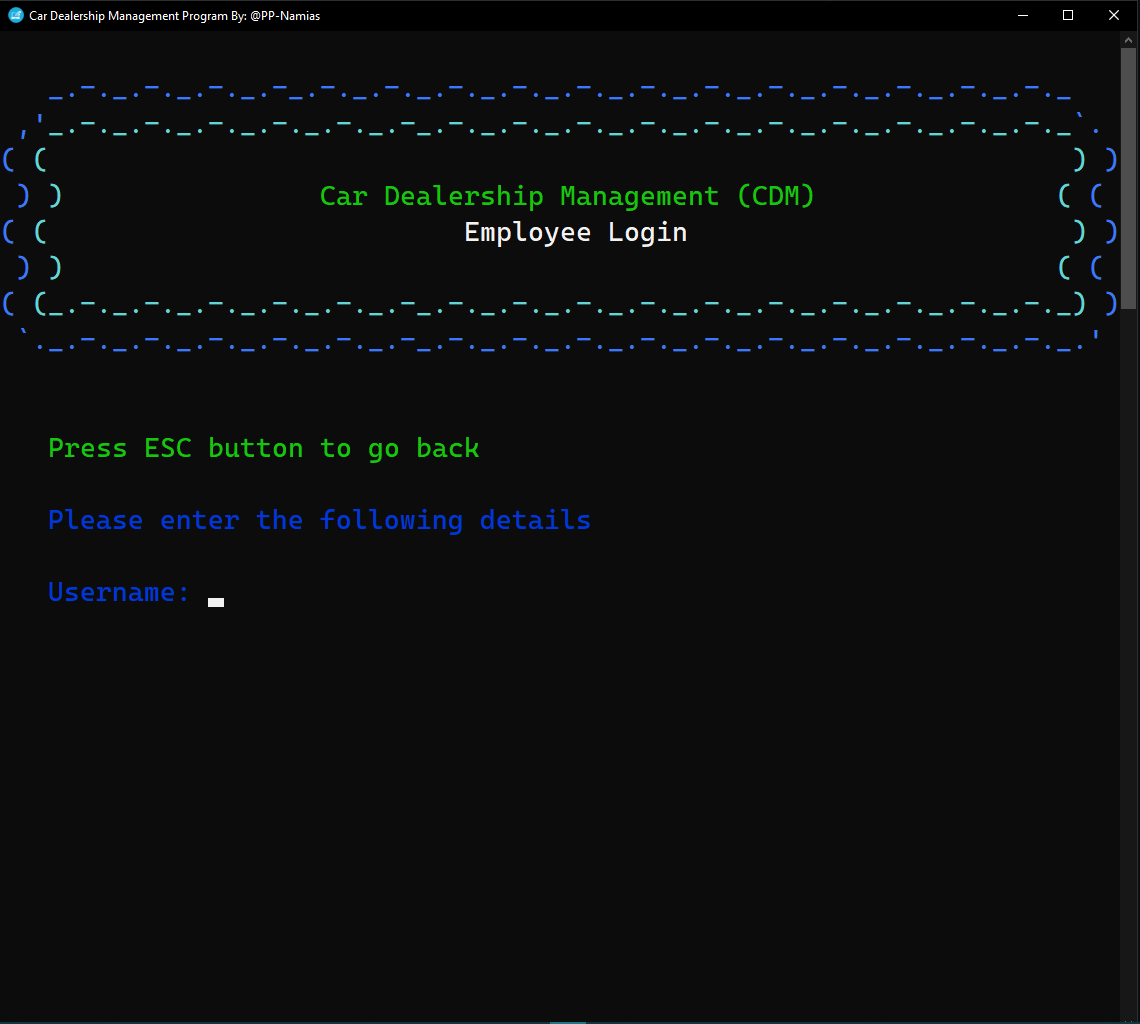 Car Dealership Management Program By: @PP-Namias
Car Dealership Management (CDM)
Employee Login
Press ESC button to go back
Please enter the following details
Username: